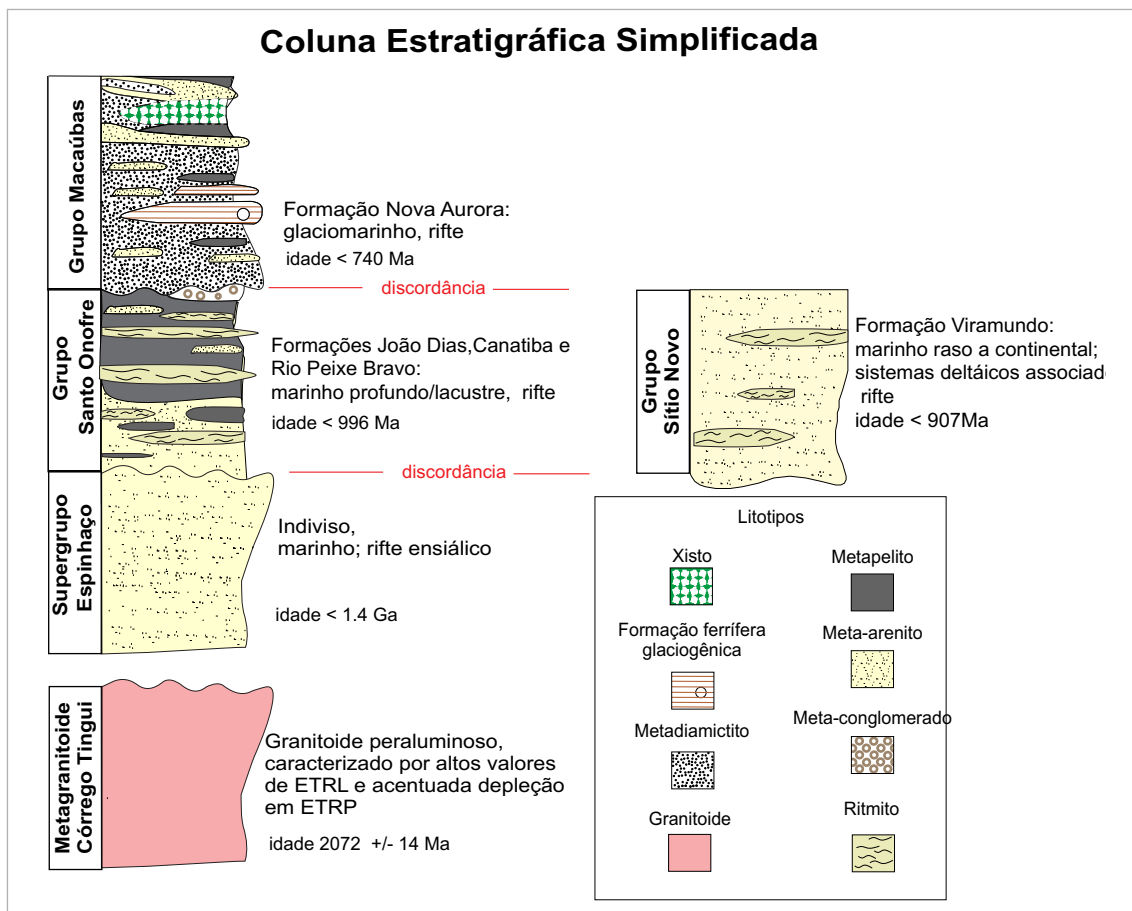 Coluna Estratigráfica Simplificada
Grupo Macaúbas
Formação Nova Aurora:
glaciomarinho, rifte
idade < 740 Ma
discordância
Grupo
Santo Onofre
Formações João Dias,Canatiba e
Rio Peixe Bravo:
marinho profundo/lacustre, rifte
idade < 996 Ma
discordância
Grupo
Sítio Novo
Formação Viramundo:
marinho raso a continental;
sistemas deltáicos associad
rifte
idade < 907Ma
Supergrupo
Espinhaço
Indiviso,
marinho; rifte ensiálico
idade < 1.4 Ga
Metagranitoide
Córrego Tingui
Granitoide peraluminoso,
caracterizado por altos valores
de ETRL e acentuada depleção
em ETRP
idade 2072 +/- 14 Ma
Litotipos
Xisto
Metapelito
Formação ferrífera
glaciogênica
Meta-arenito
Metadiamictito
Meta-conglomerado
Granitoide
Ritmito